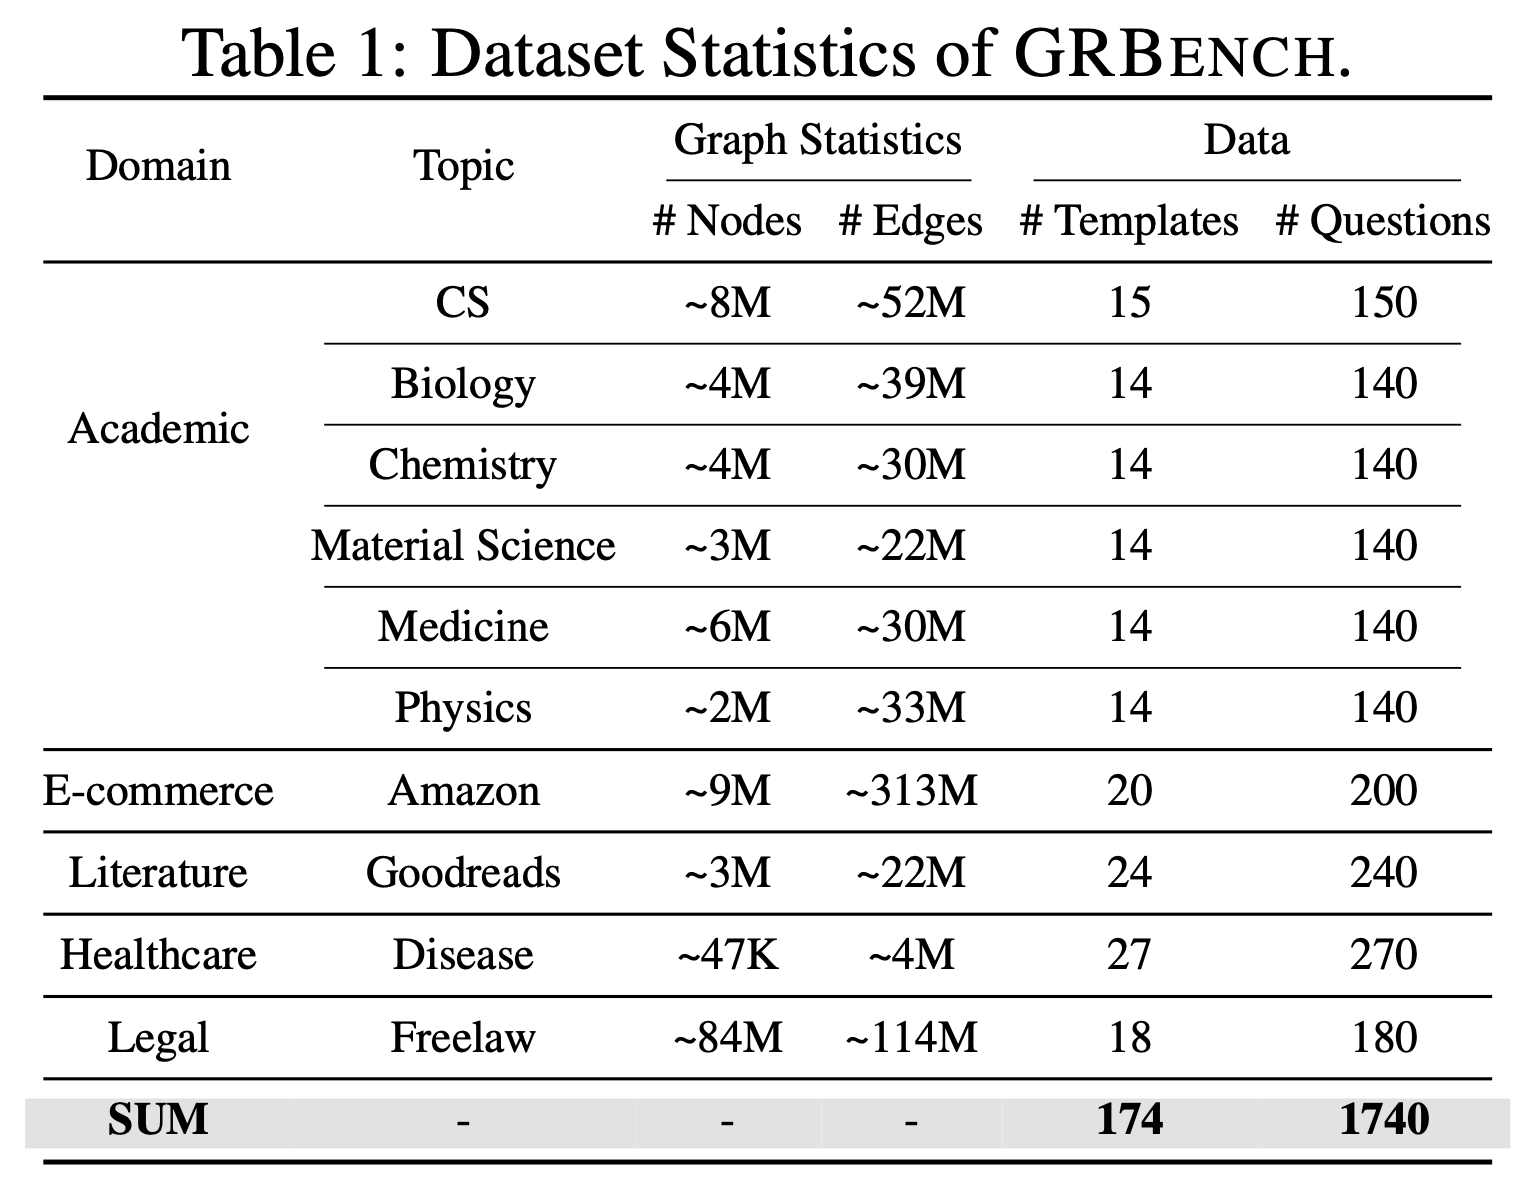 Table 1: Dataset Statistics of GRBENCH.
Domain Topic Graph Statistics Data
# Nodes # Edges # Templates # Questions
Academic
CS ~8M ~52M 15 150
Biology ~4M ~39M 14 140
Chemistry ~4M ~30M 14 140
Material Science ~3M ~22M 14 140
Medicine ~6M ~30M 14 140
Physics ~2M ~33M 14 140
E-commerce Amazon ~9M ~313M 20 200
Literature Goodreads ~3M ~22M 24 240
Healthcare Disease ~47K ~4M 27 270
Legal Freelaw ~84M ~114M 18 180
SUM - - - 174 1740